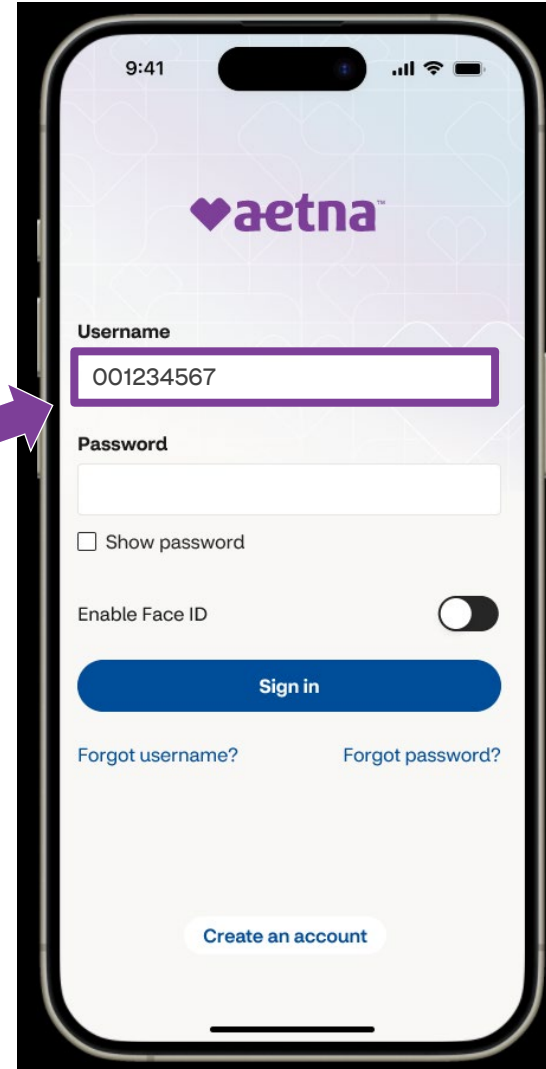 9:41
aetna™
Username
001234567
Password
Show password
Enable Face ID
Sign in
Forgot username? Forgot password?
Create an account